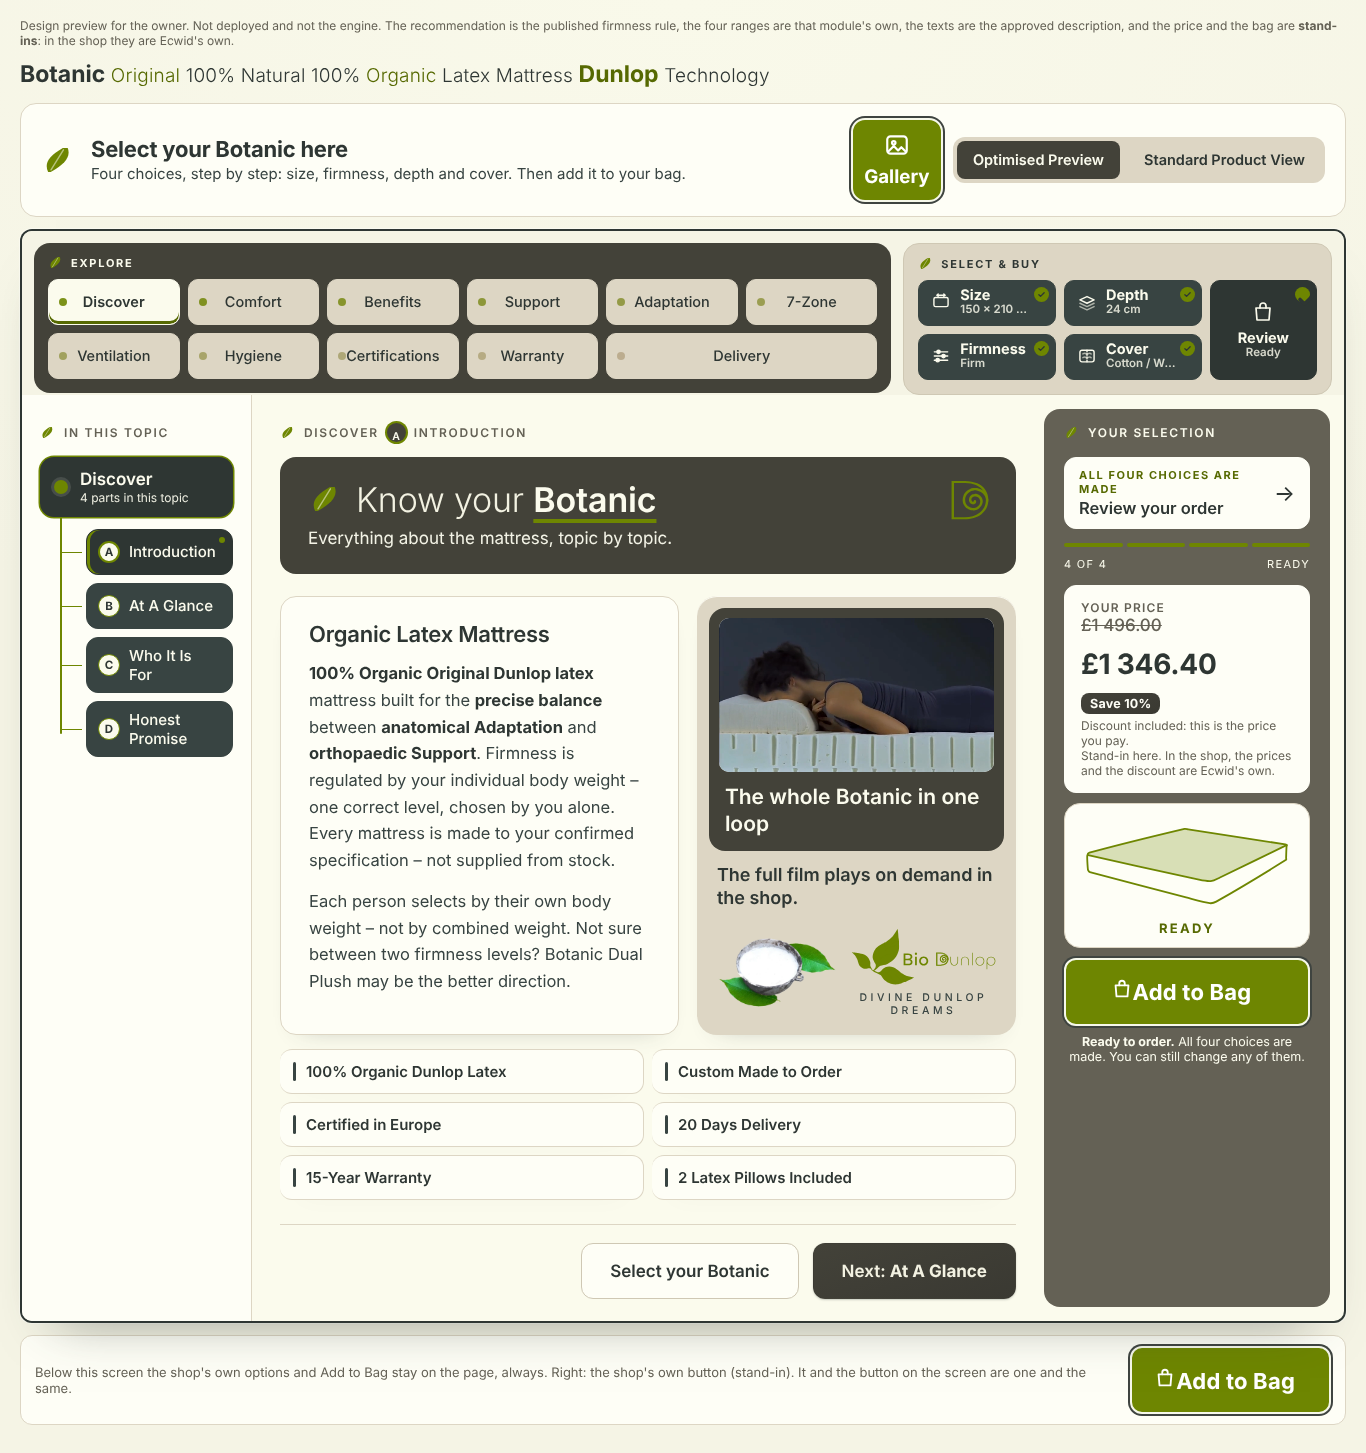 Design preview for the owner. Not deployed and not the engine. The recommendation is the published firmness rule, the four ranges are that module's own, the texts are the approved description, and the price and the bag are stand-
ins: in the shop they are Ecwid's own.
Botanic Original 100% Natural 100% Organic Latex Mattress Dunlop Technology
Select your Botanic here
Four choices, step by step: size, firmness, depth and cover. Then add it to your bag.
Gallery
Optimised Preview
Standard Product View
EXPLORE
Discover
Comfort
Benefits
Support
Adaptation
7-Zone
Ventilation
Hygiene
Certifications
Warranty
Delivery
SELECT & BUY
Size
150 × 210 ...
Depth
24 cm
Firmness
Firm
Cover
Cotton / W...
Review
Ready
IN THIS TOPIC
Discover
4 parts in this topic
A Introduction
B At A Glance
C Who It Is
For
D Honest
Promise
DISCOVER A INTRODUCTION
Know your Botanic
Everything about the mattress, topic by topic.
Organic Latex Mattress
100% Organic Original Dunlop latex
mattress built for the precise balance
between anatomical Adaptation and
orthopaedic Support. Firmness is
regulated by your individual body weight –
one correct level, chosen by you alone.
Every mattress is made to your confirmed
specification – not supplied from stock.
Each person selects by their own body
weight – not by combined weight. Not sure
between two firmness levels? Botanic Dual
Plush may be the better direction.
The whole Botanic in one
loop
The full film plays on demand in
the shop.
Bio Dunlop
DIVINE DUNLOP
DREAMS
100% Organic Dunlop Latex
Custom Made to Order
Certified in Europe
20 Days Delivery
15-Year Warranty
2 Latex Pillows Included
Select your Botanic
Next: At A Glance
YOUR SELECTION
ALL FOUR CHOICES ARE
MADE
Review your order
4 OF 4
READY
YOUR PRICE
£1 496.00
£1 346.40
Save 10%
Discount included: this is the price
you pay.
Stand-in here. In the shop, the prices
and the discount are Ecwid's own.
READY
Add to Bag
Ready to order. All four choices are
made. You can still change any of them.
Below this screen the shop's own options and Add to Bag stay on the page, always. Right: the shop's own button (stand-in). It and the button on the screen are one and the
same.
Add to Bag